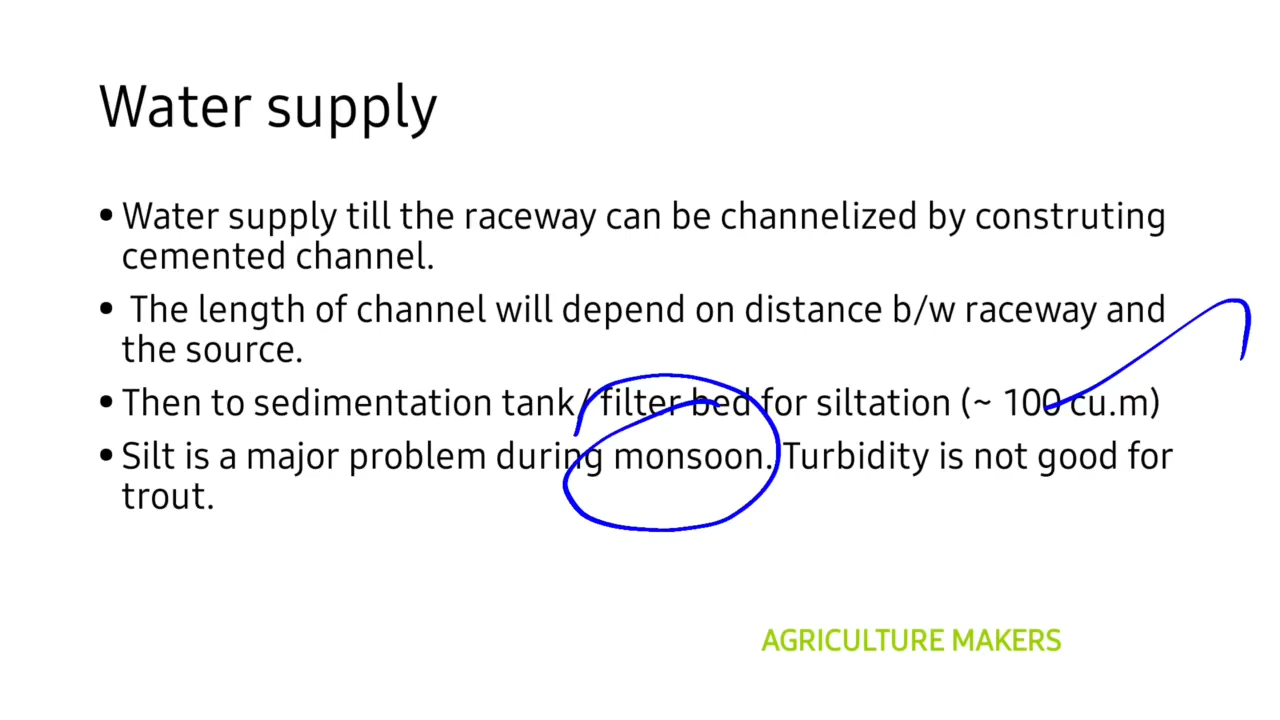 Water supply
• Water supply till the raceway can be channelized by construting
cemented channel.
• The length of channel will depend on distance b/w raceway and
the source.
• Then to sedimentation tank/ filter bed for siltation (~ 100 cu.m)
• Silt is a major problem during monsoon. Turbidity is not good for
trout.
AGRICULTURE MAKERS